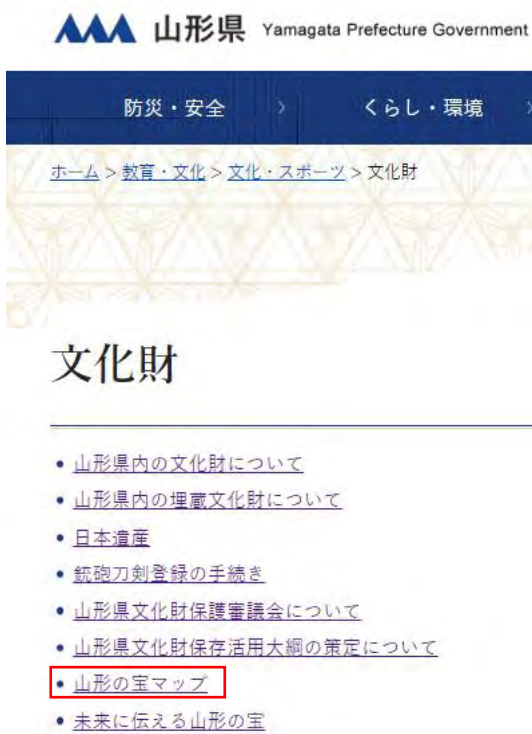 山形県 Yamagata Prefecture Government
防災・安全 > くらし・環境 >
ホーム > 教育・文化 > 文化・スポーツ > 文化財
文化財
• 山形県内の文化財について
• 山形県内の埋蔵文化財について
• 日本遺産
• 銃砲刀剣登録の手続き
• 山形県文化財保護審議会について
• 山形県文化財保存活用大綱の策定について
• 山形の宝マップ
• 未来に伝える山形の宝